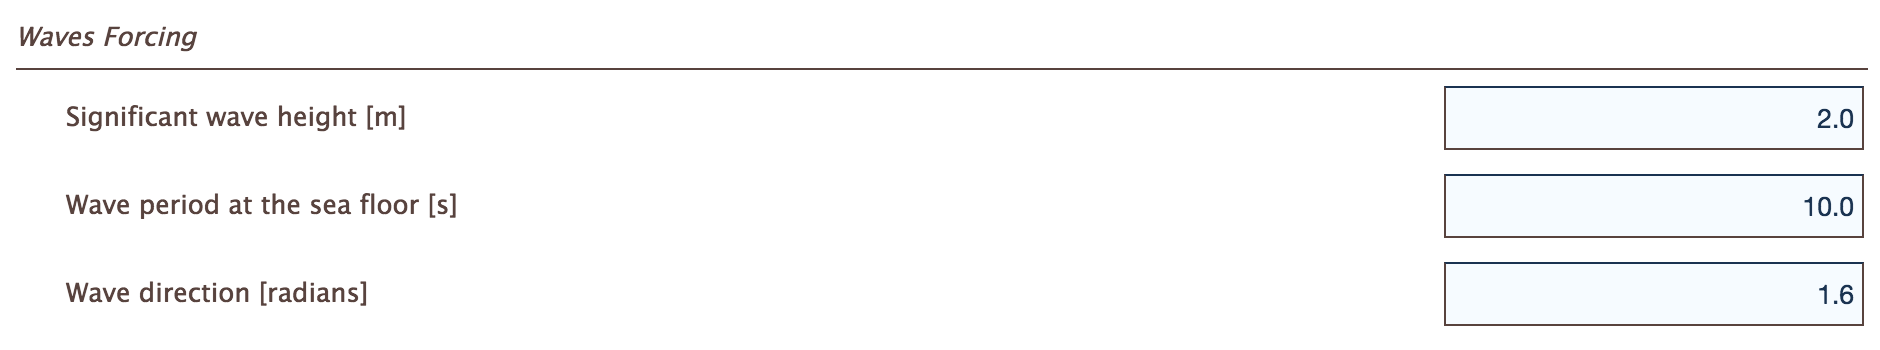 Waves Forcing
Significant wave height [m] 2.0
Wave period at the sea floor [s] 10.0
Wave direction [radians] 1.6